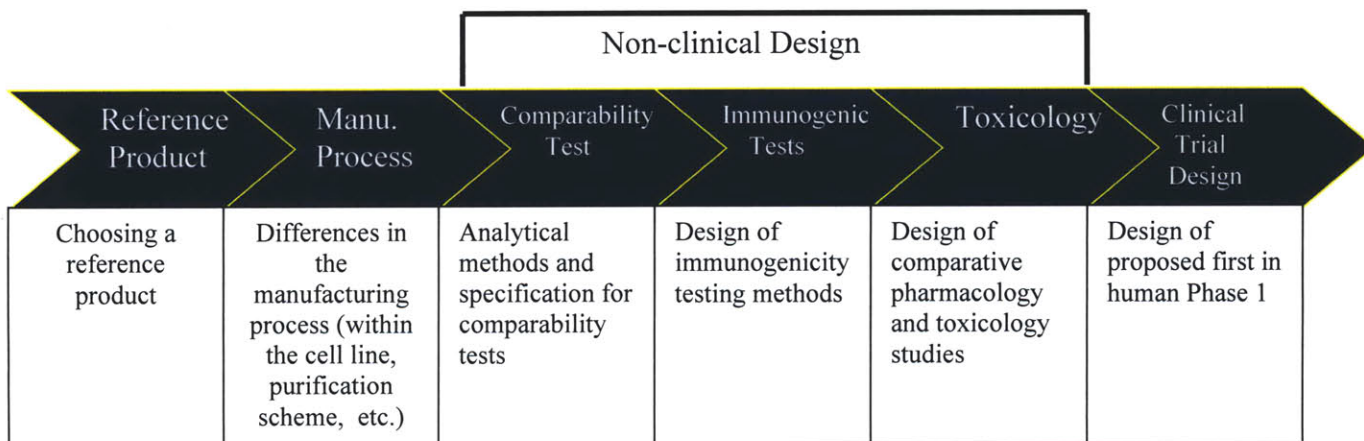 Non-clinical Design
Reference
Product
Manu.
Process
Comparability
Test
Immunogenic
Tests
Toxicology
Clinical
Trial
Design
Choosing a
reference
product
Differences in
the
manufacturing
process (within
the cell line,
purification
scheme, etc.)
Analytical
methods and
specification for
comparability
tests
Design of
immunogenicity
testing methods
Design of
comparative
pharmacology
and toxicology
studies
Design of
proposed first in
human Phase 1